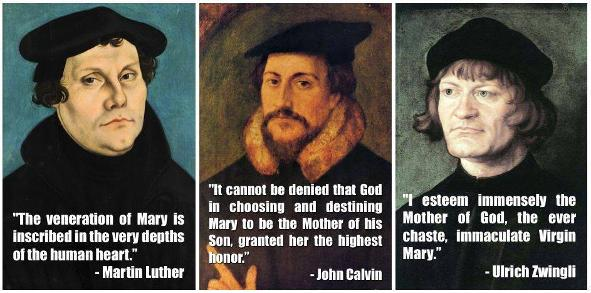 "The veneration of Mary is
inscribed in the very depths
of the human heart."
- Martin Luther
"It cannot be denied that God
in choosing and destining
Mary to be the Mother of his
Son, granted her the highest
honor."
- John Calvin
"I esteem immensely the
Mother of God, the ever
chaste, immaculate Virgin
Mary."
- Ulrich Zwingli